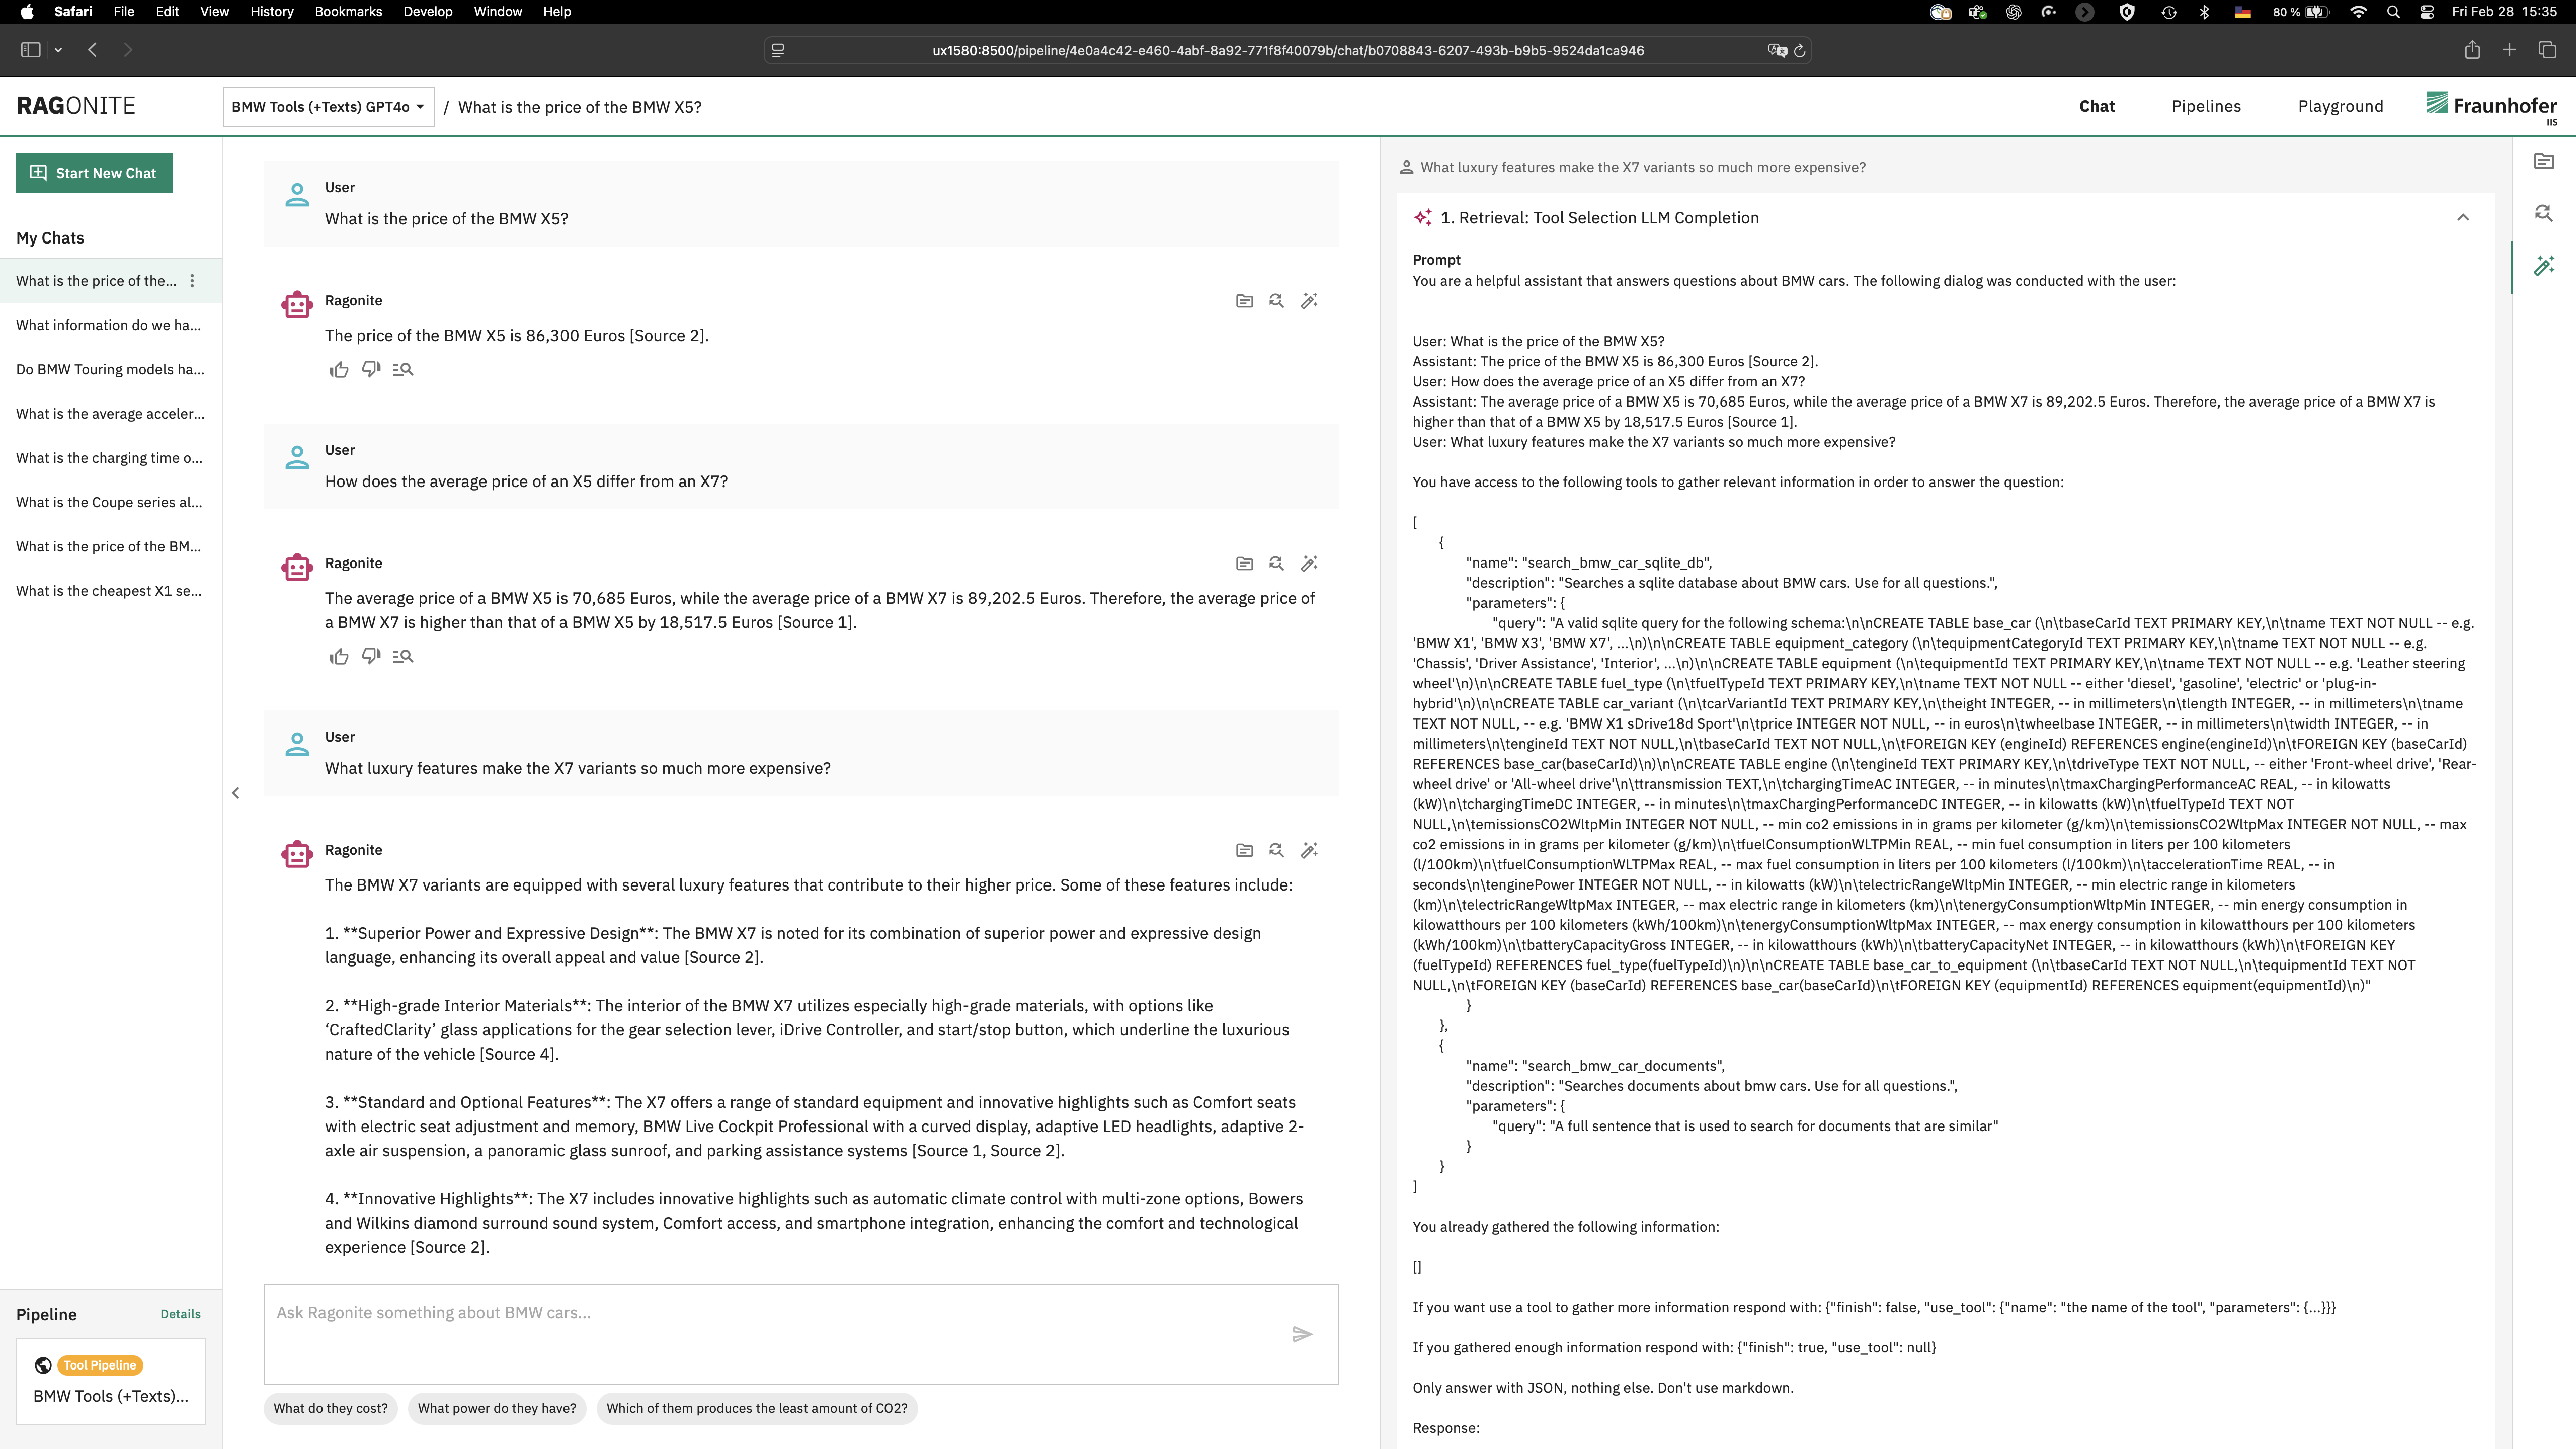 Safari File Edit View History Bookmarks Develop Window Help
80 % Fri Feb 28 15:35
ux1580:8500/pipeline/4e0a4c42-e460-4abf-8a92-771f8f40079b/chat/b0708843-6207-493b-b9b5-9524da1ca946
RAGONITE
BMW Tools (+Texts) GPT4o / What is the price of the BMW X5?
Chat Pipelines Playground
Fraunhofer
IIS
Start New Chat
My Chats
What is the price of the...
What information do we ha...
Do BMW Touring models ha...
What is the average acceler...
What is the charging time o...
What is the Coupe series al...
What is the price of the BM...
What is the cheapest X1 se...
Pipeline Details
Tool Pipeline
BMW Tools (+Texts)...
User
What is the price of the BMW X5?
Ragonite
The price of the BMW X5 is 86,300 Euros [Source 2].
User
How does the average price of an X5 differ from an X7?
Ragonite
The average price of a BMW X5 is 70,685 Euros, while the average price of a BMW X7 is 89,202.5 Euros. Therefore, the average price of
a BMW X7 is higher than that of a BMW X5 by 18,517.5 Euros [Source 1].
User
What luxury features make the X7 variants so much more expensive?
Ragonite
The BMW X7 variants are equipped with several luxury features that contribute to their higher price. Some of these features include:
1. **Superior Power and Expressive Design**: The BMW X7 is noted for its combination of superior power and expressive design
language, enhancing its overall appeal and value [Source 2].
2. **High-grade Interior Materials**: The interior of the BMW X7 utilizes especially high-grade materials, with options like
‘CraftedClarity’ glass applications for the gear selection lever, iDrive Controller, and start/stop button, which underline the luxurious
nature of the vehicle [Source 4].
3. **Standard and Optional Features**: The X7 offers a range of standard equipment and innovative highlights such as Comfort seats
with electric seat adjustment and memory, BMW Live Cockpit Professional with a curved display, adaptive LED headlights, adaptive 2-
axle air suspension, a panoramic glass sunroof, and parking assistance systems [Source 1, Source 2].
4. **Innovative Highlights**: The X7 includes innovative highlights such as automatic climate control with multi-zone options, Bowers
and Wilkins diamond surround sound system, Comfort access, and smartphone integration, enhancing the comfort and technological
experience [Source 2].
Ask Ragonite something about BMW cars...
What do they cost? What power do they have? Which of them produces the least amount of CO2?
What luxury features make the X7 variants so much more expensive?
1. Retrieval: Tool Selection LLM Completion
Prompt
You are a helpful assistant that answers questions about BMW cars. The following dialog was conducted with the user:
User: What is the price of the BMW X5?
Assistant: The price of the BMW X5 is 86,300 Euros [Source 2].
User: How does the average price of an X5 differ from an X7?
Assistant: The average price of a BMW X5 is 70,685 Euros, while the average price of a BMW X7 is 89,202.5 Euros. Therefore, the average price of a BMW X7 is
higher than that of a BMW X5 by 18,517.5 Euros [Source 1].
User: What luxury features make the X7 variants so much more expensive?
You have access to the following tools to gather relevant information in order to answer the question:
[
{
"name": "search_bmw_car_sqlite_db",
"description": "Searches a sqlite database about BMW cars. Use for all questions.",
"parameters": {
"query": "A valid sqlite query for the following schema:\n\nCREATE TABLE base_car (\n\tbaseCarId TEXT PRIMARY KEY,\n\tname TEXT NOT NULL -- e.g.
'BMW X1', 'BMW X3', 'BMW X7', ...\n)\n\nCREATE TABLE equipment_category (\n\tequipmentCategoryId TEXT PRIMARY KEY,\n\tname TEXT NOT NULL -- e.g.
'Chassis', 'Driver Assistance', 'Interior', ...\n)\n\nCREATE TABLE equipment (\n\tequipmentId TEXT PRIMARY KEY,\n\tname TEXT NOT NULL -- e.g. 'Leather steering
wheel'\n)\n\nCREATE TABLE fuel_type (\n\tfuelTypeId TEXT PRIMARY KEY,\n\tname TEXT NOT NULL -- either 'diesel', 'gasoline', 'electric' or 'plug-in-
hybrid'\n)\n\nCREATE TABLE car_variant (\n\tcarVariantId TEXT PRIMARY KEY,\n\theight INTEGER, -- in millimeters\n\tlength INTEGER, -- in millimeters\n\tname
TEXT NOT NULL, -- e.g. 'BMW X1 sDrive18d Sport'\n\tprice INTEGER NOT NULL, -- in euros\n\twheelbase INTEGER, -- in millimeters\n\twidth INTEGER, -- in
millimeters\n\tengineId TEXT NOT NULL,\n\tbaseCarId TEXT NOT NULL,\n\tFOREIGN KEY (engineId) REFERENCES engine(engineId)\n\tFOREIGN KEY (baseCarId)
REFERENCES base_car(baseCarId)\n)\n\nCREATE TABLE engine (\n\tengineId TEXT PRIMARY KEY,\n\tdriveType TEXT NOT NULL, -- either 'Front-wheel drive', 'Rear-
wheel drive' or 'All-wheel drive'\n\ttransmission TEXT,\n\tchargingTimeAC INTEGER, -- in minutes\n\tmaxChargingPerformanceAC REAL, -- in kilowatts
(kW)\n\tchargingTimeDC INTEGER, -- in minutes\n\tmaxChargingPerformanceDC INTEGER, -- in kilowatts (kW)\n\tfuelTypeId TEXT NOT
NULL,\n\temissionsCO2WltpMin INTEGER NOT NULL, -- min co2 emissions in in grams per kilometer (g/km)\n\temissionsCO2WltpMax INTEGER NOT NULL, -- max
co2 emissions in in grams per kilometer (g/km)\n\tfuelConsumptionWLTPMin REAL, -- min fuel consumption in liters per 100 kilometers
(l/100km)\n\tfuelConsumptionWLTPMax REAL, -- max fuel consumption in liters per 100 kilometers (l/100km)\n\taccelerationTime REAL, -- in
seconds\n\tenginePower INTEGER NOT NULL, -- in kilowatts (kW)\n\telectricRangeWltpMin INTEGER, -- min electric range in kilometers
(km)\n\telectricRangeWltpMax INTEGER, -- max electric range in kilometers (km)\n\tenergyConsumptionWltpMin INTEGER, -- min energy consumption in
kilowatthours per 100 kilometers (kWh/100km)\n\tenergyConsumptionWltpMax INTEGER, -- max energy consumption in kilowatthours per 100 kilometers
(kWh/100km)\n\tbatteryCapacityGross INTEGER, -- in kilowatthours (kWh)\n\tbatteryCapacityNet INTEGER, -- in kilowatthours (kWh)\n\tFOREIGN KEY
(fuelTypeId) REFERENCES fuel_type(fuelTypeId)\n)\n\nCREATE TABLE base_car_to_equipment (\n\tbaseCarId TEXT NOT NULL,\n\tequipmentId TEXT NOT
NULL,\n\tFOREIGN KEY (baseCarId) REFERENCES base_car(baseCarId)\n\tFOREIGN KEY (equipmentId) REFERENCES equipment(equipmentId)\n)"
}
},
{
"name": "search_bmw_car_documents",
"description": "Searches documents about bmw cars. Use for all questions.",
"parameters": {
"query": "A full sentence that is used to search for documents that are similar"
}
}
]
You already gathered the following information:
[]
If you want use a tool to gather more information respond with: {"finish": false, "use_tool": {"name": "the name of the tool", "parameters": {...}}}
If you gathered enough information respond with: {"finish": true, "use_tool": null}
Only answer with JSON, nothing else. Don't use markdown.
Response: